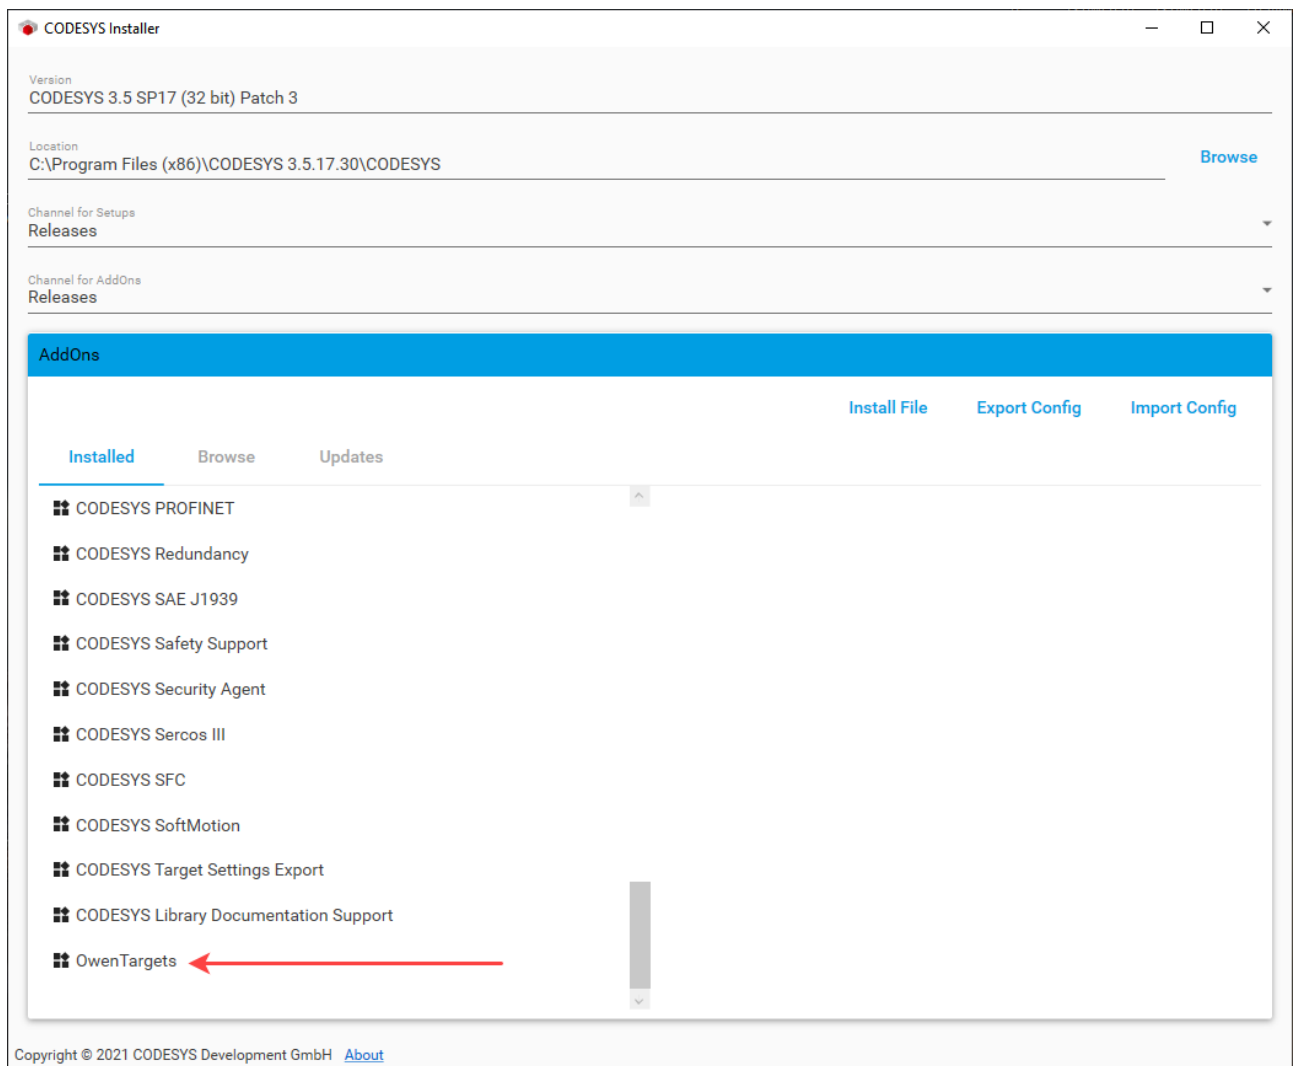 CODESYS Installer
Version
CODESYS 3.5 SP17 (32 bit) Patch 3
Location
C:\Program Files (x86)\CODESYS 3.5.17.30\CODESYS
Browse
Channel for Setups
Releases
Channel for AddOns
Releases
AddOns
Install File Export Config Import Config
Installed Browse Updates
CODESYS PROFINET
CODESYS Redundancy
CODESYS SAE J1939
CODESYS Safety Support
CODESYS Security Agent
CODESYS Sercos III
CODESYS SFC
CODESYS SoftMotion
CODESYS Target Settings Export
CODESYS Library Documentation Support
OwenTargets
Copyright © 2021 CODESYS Development GmbH About